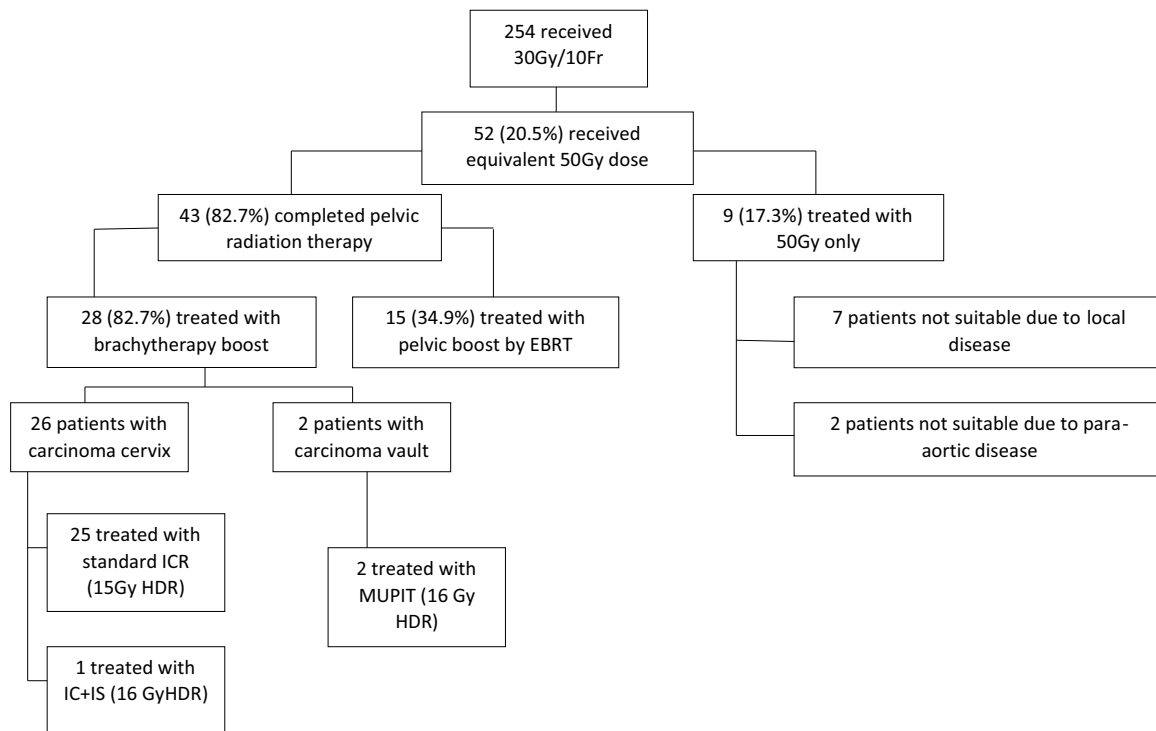 254 received
30Gy/10Fr
52 (20.5%) received
equivalent 50Gy dose
43 (82.7%) completed pelvic
radiation therapy
9 (17.3%) treated with
50Gy only
28 (82.7%) treated with
brachytherapy boost
15 (34.9%) treated with
pelvic boost by EBRT
7 patients not suitable due to local
disease
26 patients with
carcinoma cervix
2 patients with
carcinoma vault
2 patients not suitable due to para-
aortic disease
25 treated with
standard ICR
(15Gy HDR)
2 treated with
MUPIT (16 Gy
HDR)
1 treated with
IC+IS (16 GyHDR)